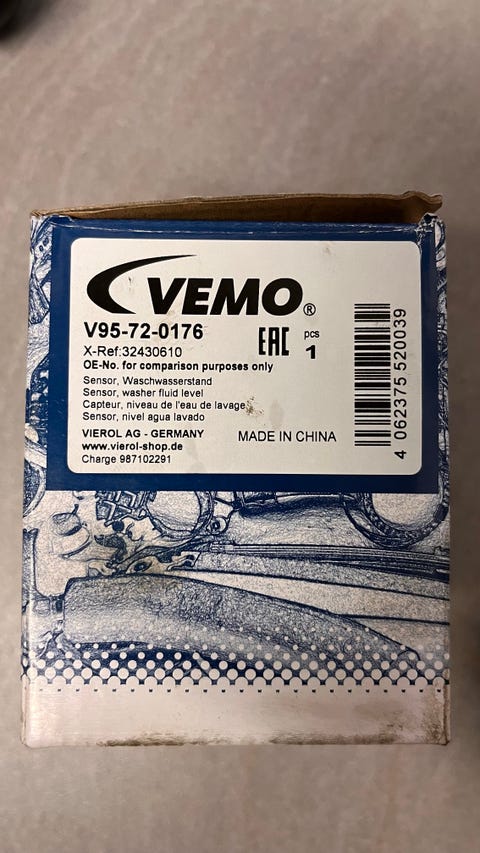 VEMO®
V95-72-0176
X-Ref:32430610
EAC
pcs
1
OE-No. for comparison purposes only
Sensor, Waschwasserstand
Sensor, washer fluid level
Capteur, niveau de l'eau de lavage
Sensor, nivel agua lavado
VIEROL AG - GERMANY
www.vierol-shop.de
MADE IN CHINA
Charge 987102291
4 062375 520039